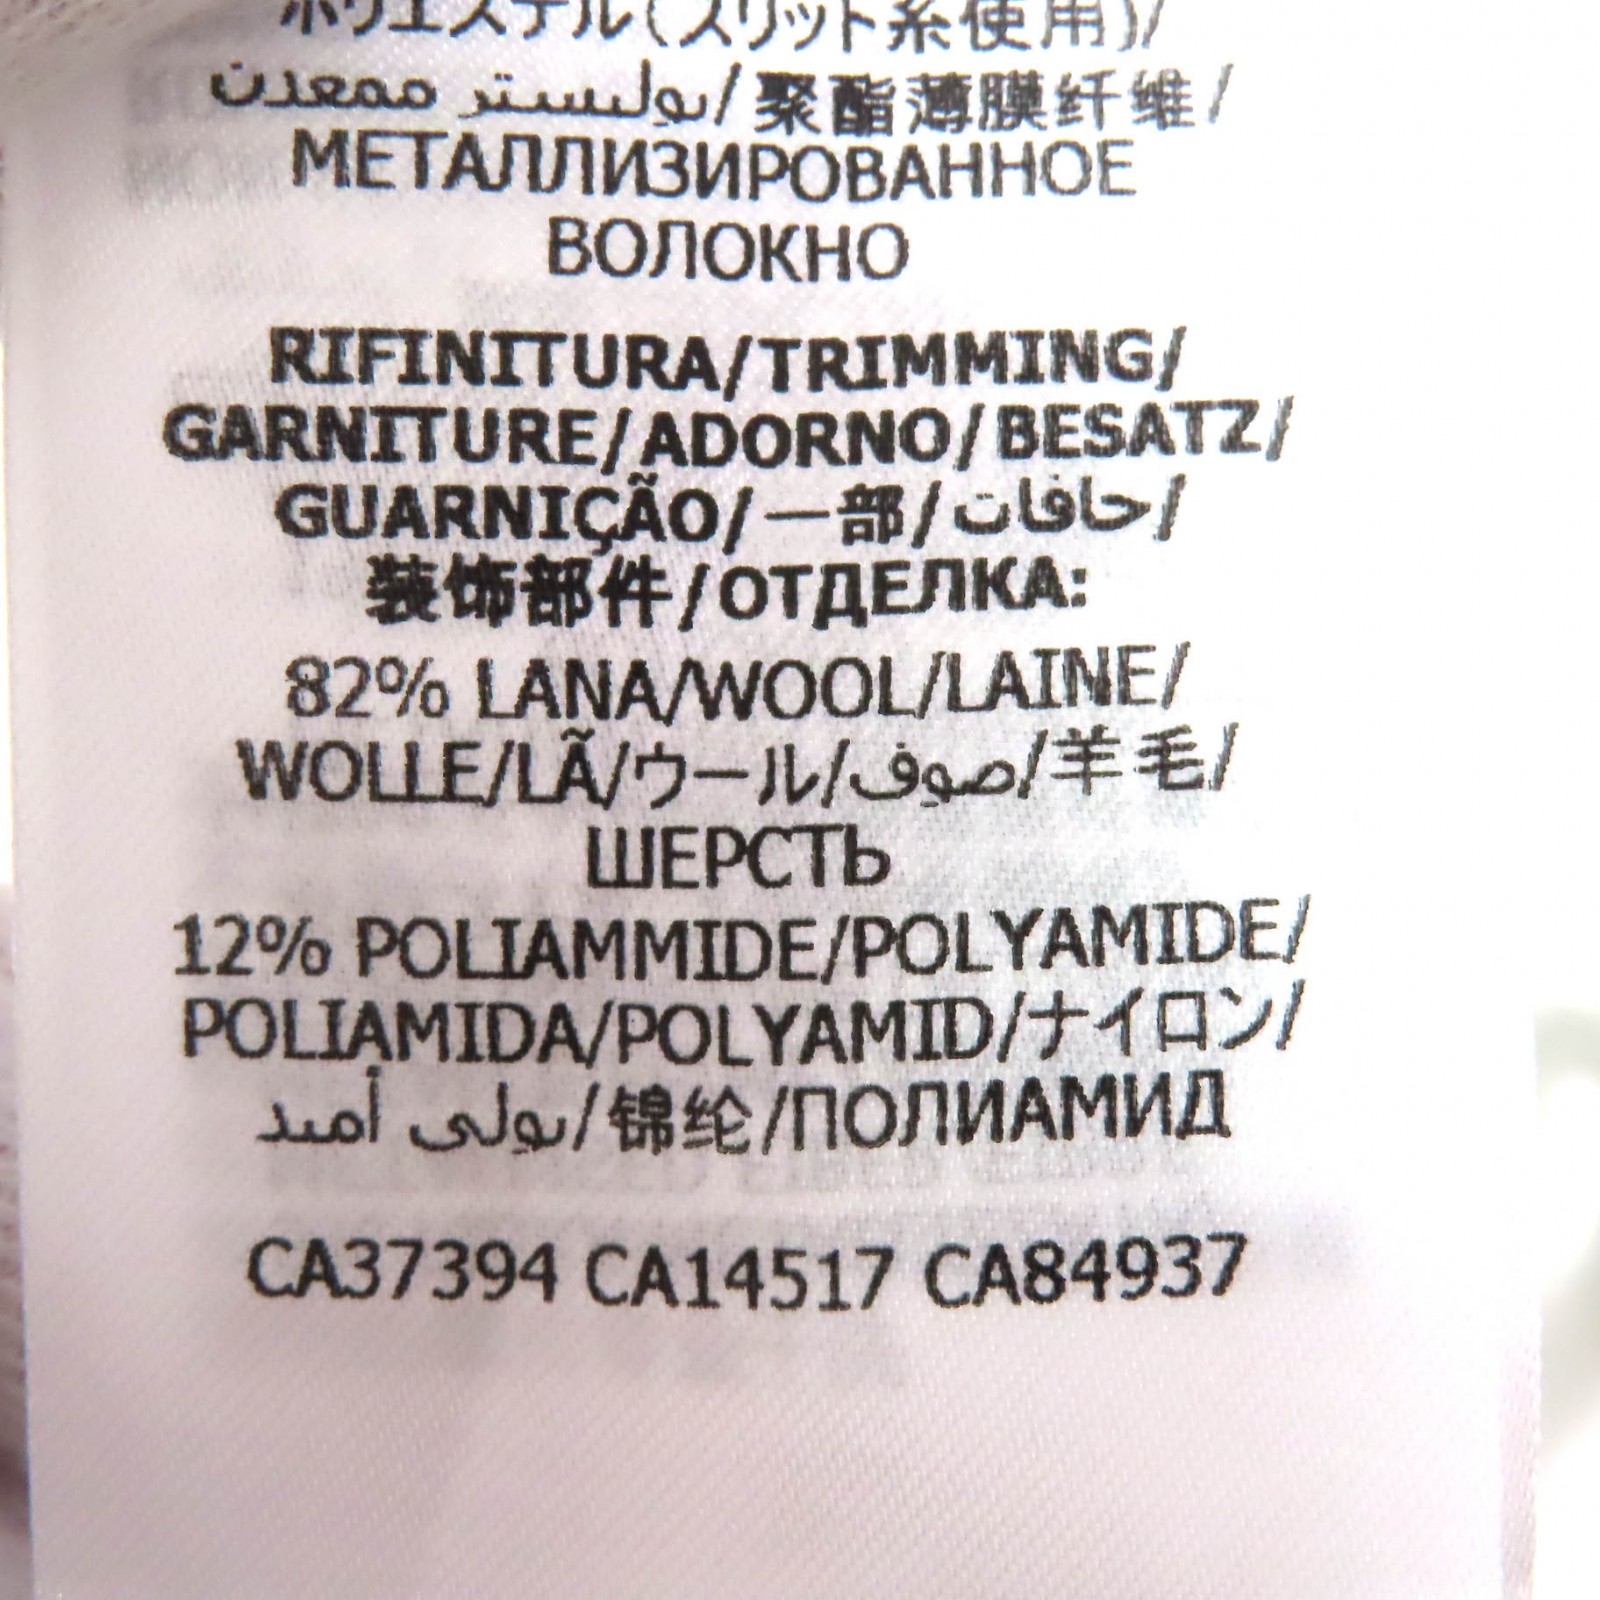 ポリエステル(スリット糸使用)/
بوليستر ممعدن/聚酯薄膜纤维/
МЕТАЛЛИЗИРОВАННОЕ
ВОЛОКНО
RIFINITURA/TRIMMING/
GARNITURE/ADORNO/BESATZ/
GUARNIÇÃO/一部/حافات/
装饰部件/ОТДЕЛКА:
82% LANA/WOOL/LAINE/
WOLLE/LÃ/ウール/صوف/羊毛/
ШЕРСТЬ
12% POLIAMMIDE/POLYAMIDE/
POLIAMIDA/POLYAMID/ナイロン/
بولي أميد/锦纶/ПОЛИАМИД
CA37394 CA14517 CA84937